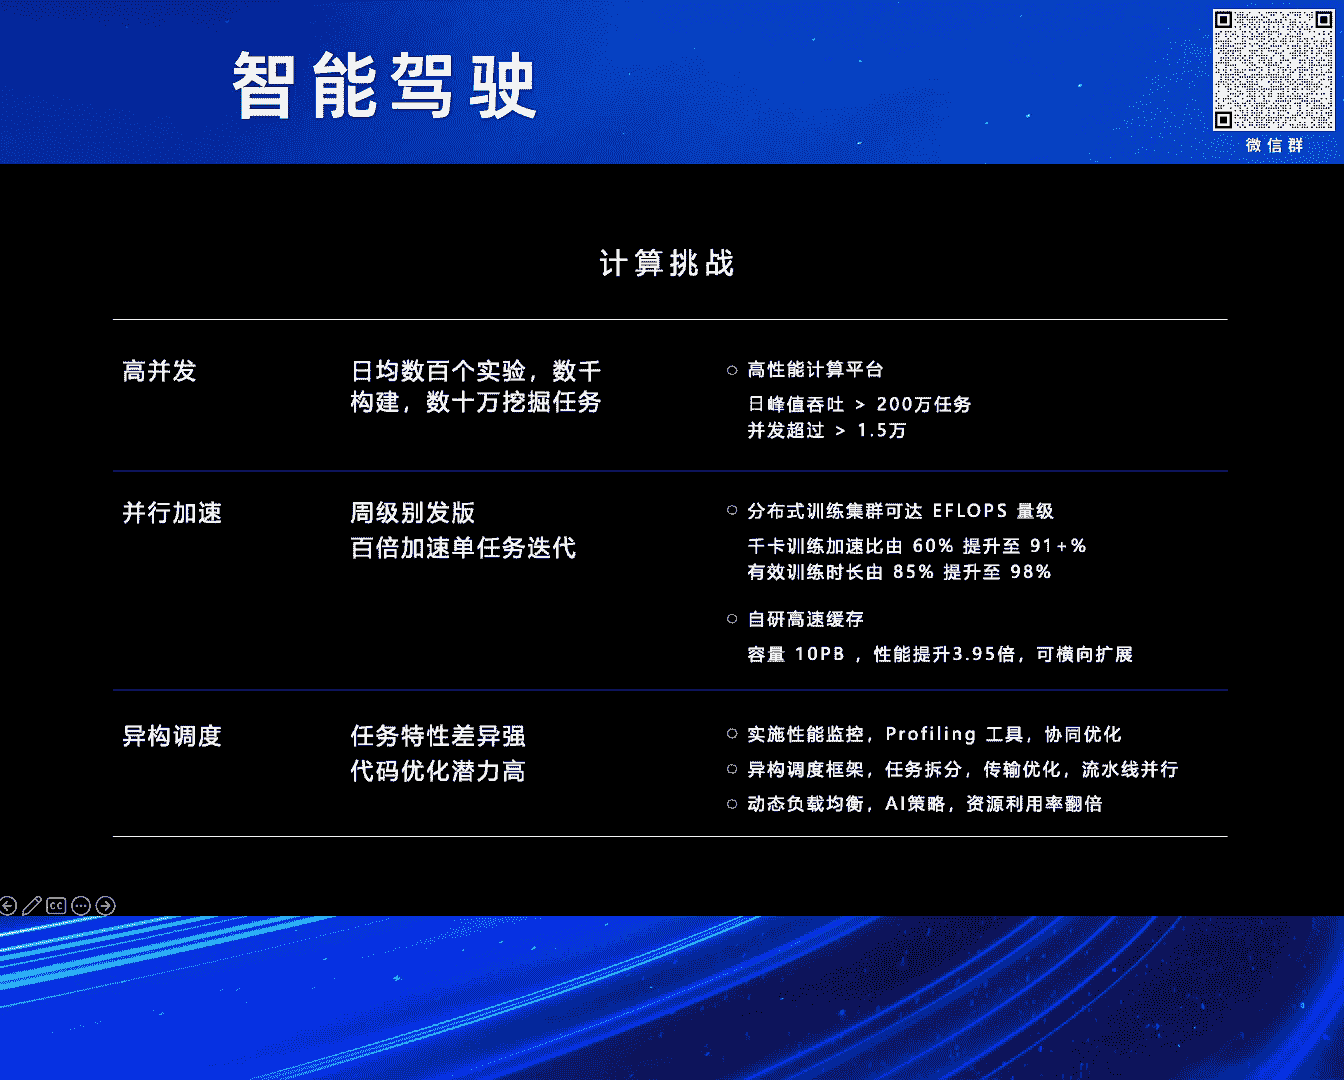 智能驾驶
微信群
计算挑战
高并发
日均数百个实验，数千
构建，数十万挖掘任务
高性能计算平台
日峰值吞吐 > 200万任务
并发超过 > 1.5万
并行加速
周级别发版
百倍加速单任务迭代
分布式训练集群可达 EFLOPS 量级
千卡训练加速比由 60% 提升至 91+%
有效训练时长由 85% 提升至 98%
自研高速缓存
容量 10PB ，性能提升3.95倍，可横向扩展
异构调度
任务特性差异强
代码优化潜力高
实施性能监控，Profiling 工具，协同优化
异构调度框架，任务拆分，传输优化，流水线并行
动态负载均衡，AI策略，资源利用率翻倍
CC